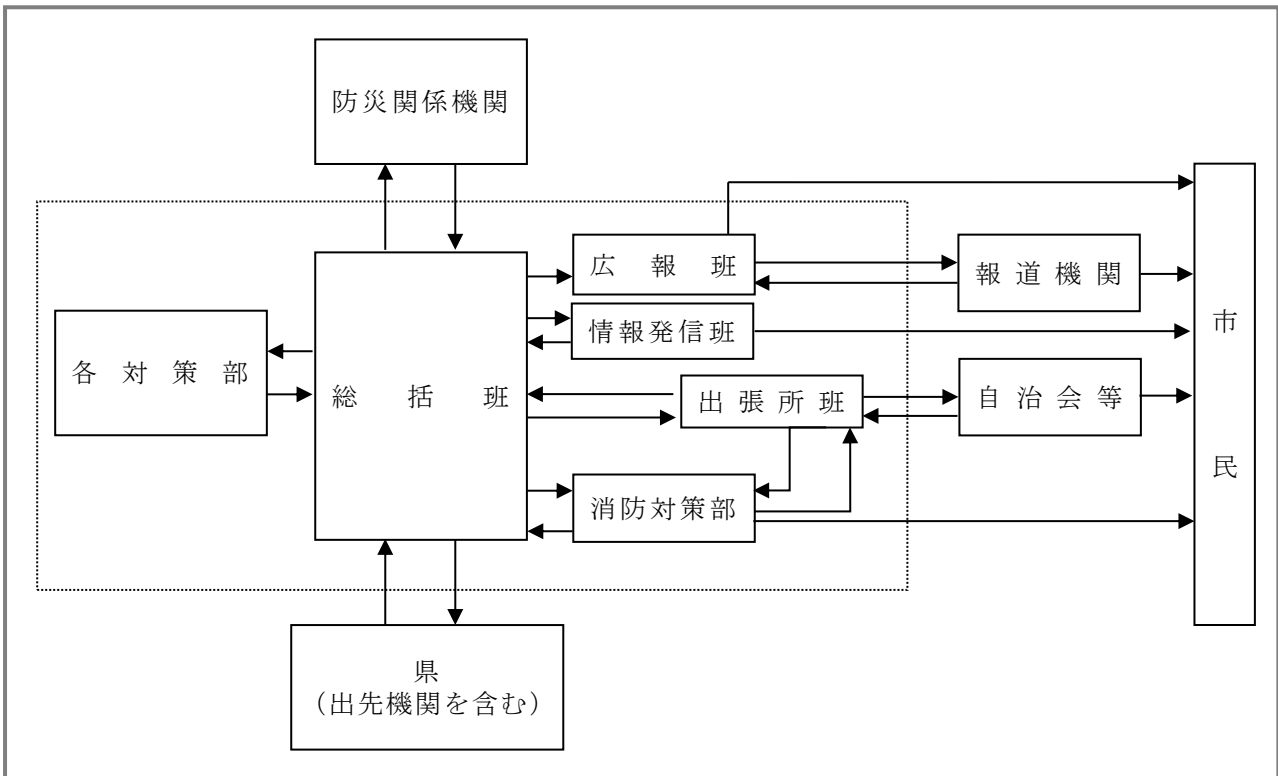 防災関係機関
広報班
報道機関
情報発信班
市民
各対策部
総括班
出張所班
自治会等
消防対策部
県
（出先機関を含む）